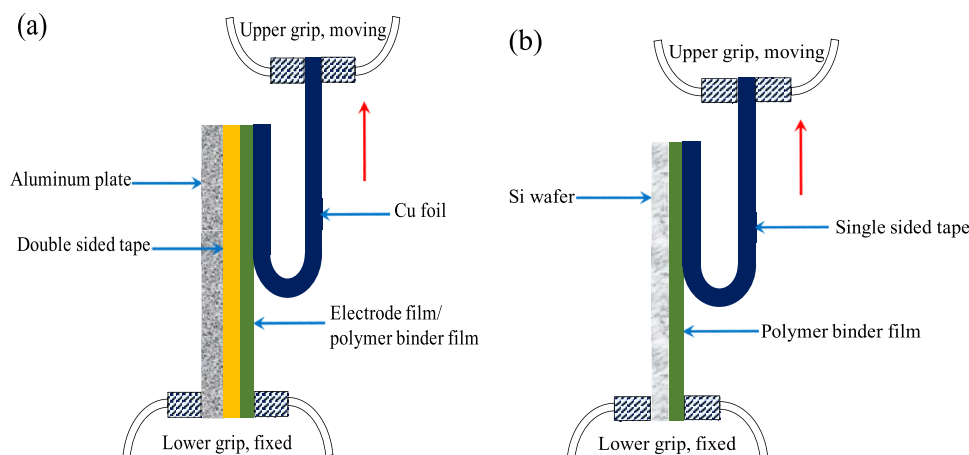 (a)
Upper grip, moving
Aluminum plate
Cu foil
Double sided tape
Electrode film/
polymer binder film
Lower grip, fixed
(b)
Upper grip, moving
Si wafer
Single sided tape
Polymer binder film
Lower grip, fixed